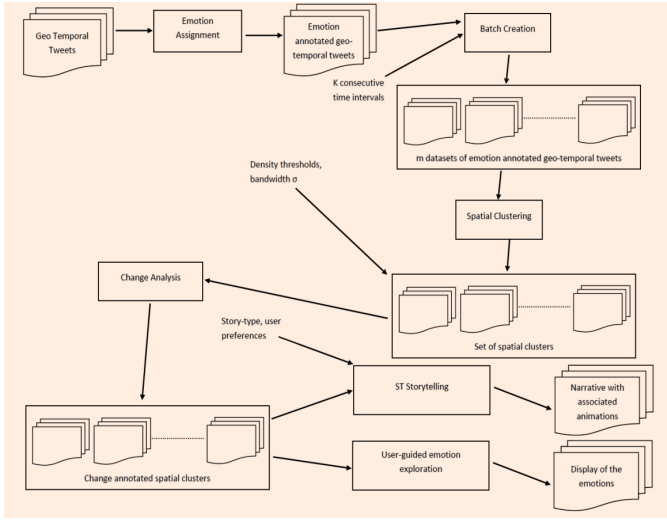 Geo Temporal
Tweets
Emotion
Assignment
Emotion
annotated geo-
temporal tweets
Batch Creation
K consecutive
time intervals
m datasets of emotion annotated geo-temporal tweets
Density thresholds,
bandwidth σ
Spatial Clustering
Change Analysis
Set of spatial clusters
Story-type, user
preferences
ST Storytelling
Narrative with
associated
animations
User-guided emotion
exploration
Display of the
emotions
Change annotated spatial clusters